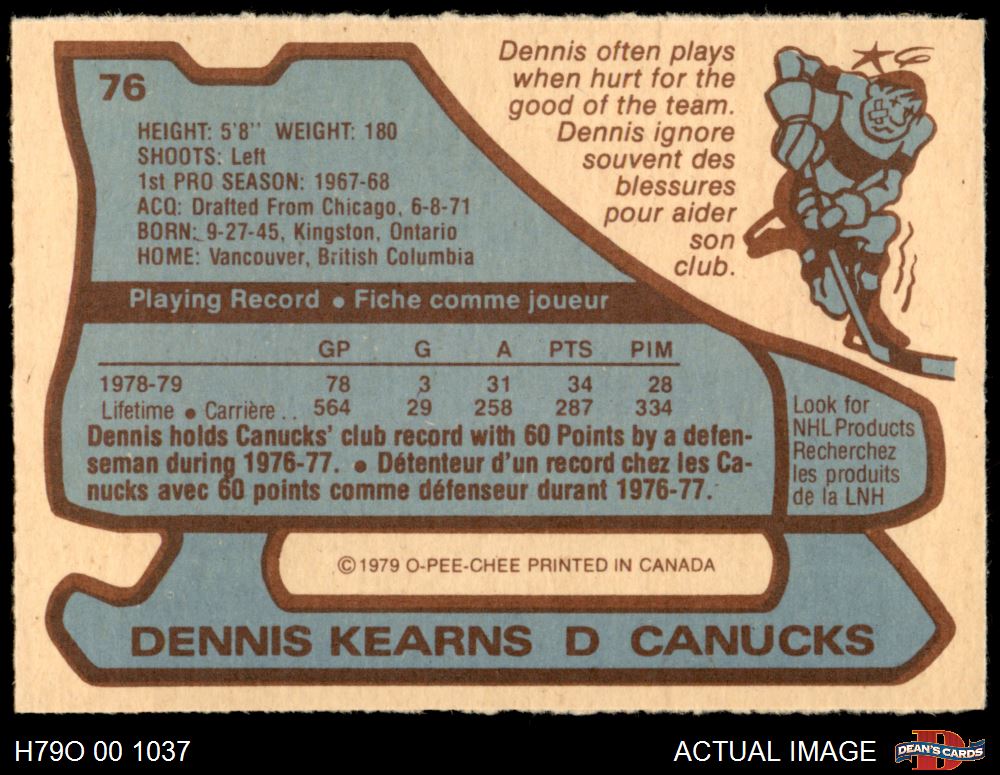 76
HEIGHT: 5'8'' WEIGHT: 180
SHOOTS: Left
1st PRO SEASON: 1967-68
ACQ: Drafted From Chicago, 6-8-71
BORN: 9-27-45, Kingston, Ontario
HOME: Vancouver, British Columbia
Dennis often plays
when hurt for the
good of the team.
Dennis ignore
souvent des
blessures
pour aider
son
club.
Playing Record • Fiche comme joueur
GP G A PTS PIM
1978-79 78 3 31 34 28
Lifetime • Carrière . . 564 29 258 287 334
Dennis holds Canucks' club record with 60 Points by a defen-
seman during 1976-77. • Détenteur d'un record chez les Ca-
nucks avec 60 points comme défenseur durant 1976-77.
Look for
NHL Products
Recherchez
les produits
de la LNH
©1979 O-PEE-CHEE PRINTED IN CANADA
DENNIS KEARNS D CANUCKS
H79O 00 1037
ACTUAL IMAGE
DEAN'S CARDS